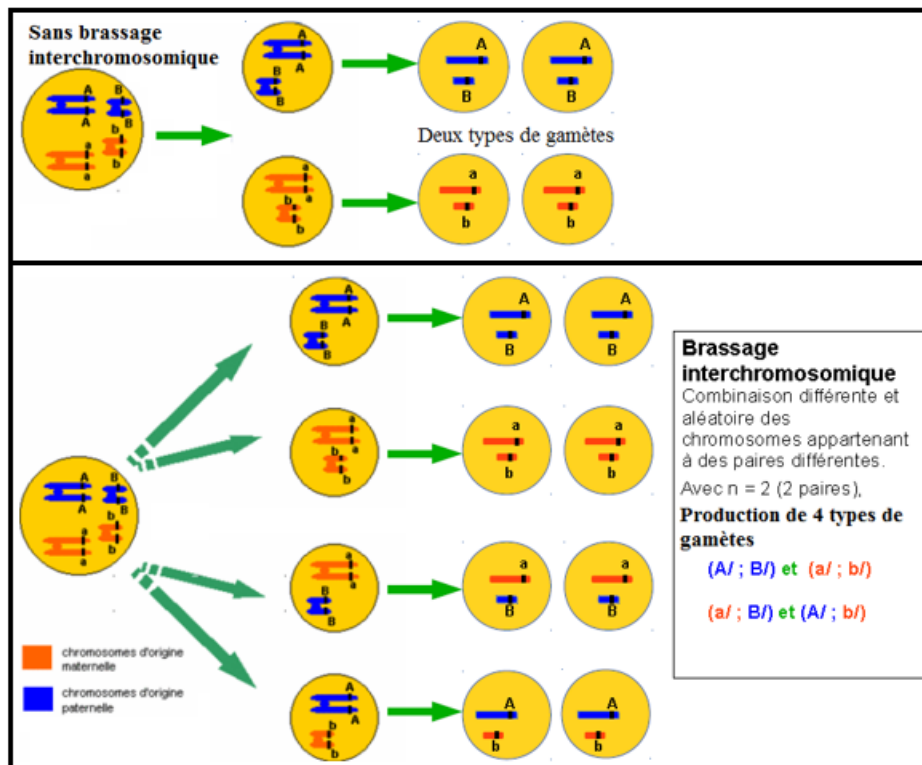 Sans brassage
interchromosomique
A
A
B
B
a
a
b
b
A
A
B
B
A
B
A
B
Deux types de gamètes
a
a
b
b
a
b
a
b
A
A
B
B
A
B
A
B
a
a
b
b
a
b
a
b
A
A
B
B
a
a
b
b
a
a
B
B
a
B
a
B
A
A
b
b
A
b
A
b
chromosomes d'origine
maternelle
chromosomes d'origine
paternelle
Brassage
interchromosomique
Combinaison différente et
aléatoire des
chromosomes appartenant
à des paires différentes.
Avec n = 2 (2 paires),
Production de 4 types de
gamètes
(A/ ; B/) et (a/ ; b/)
(a/ ; B/) et (A/ ; b/)